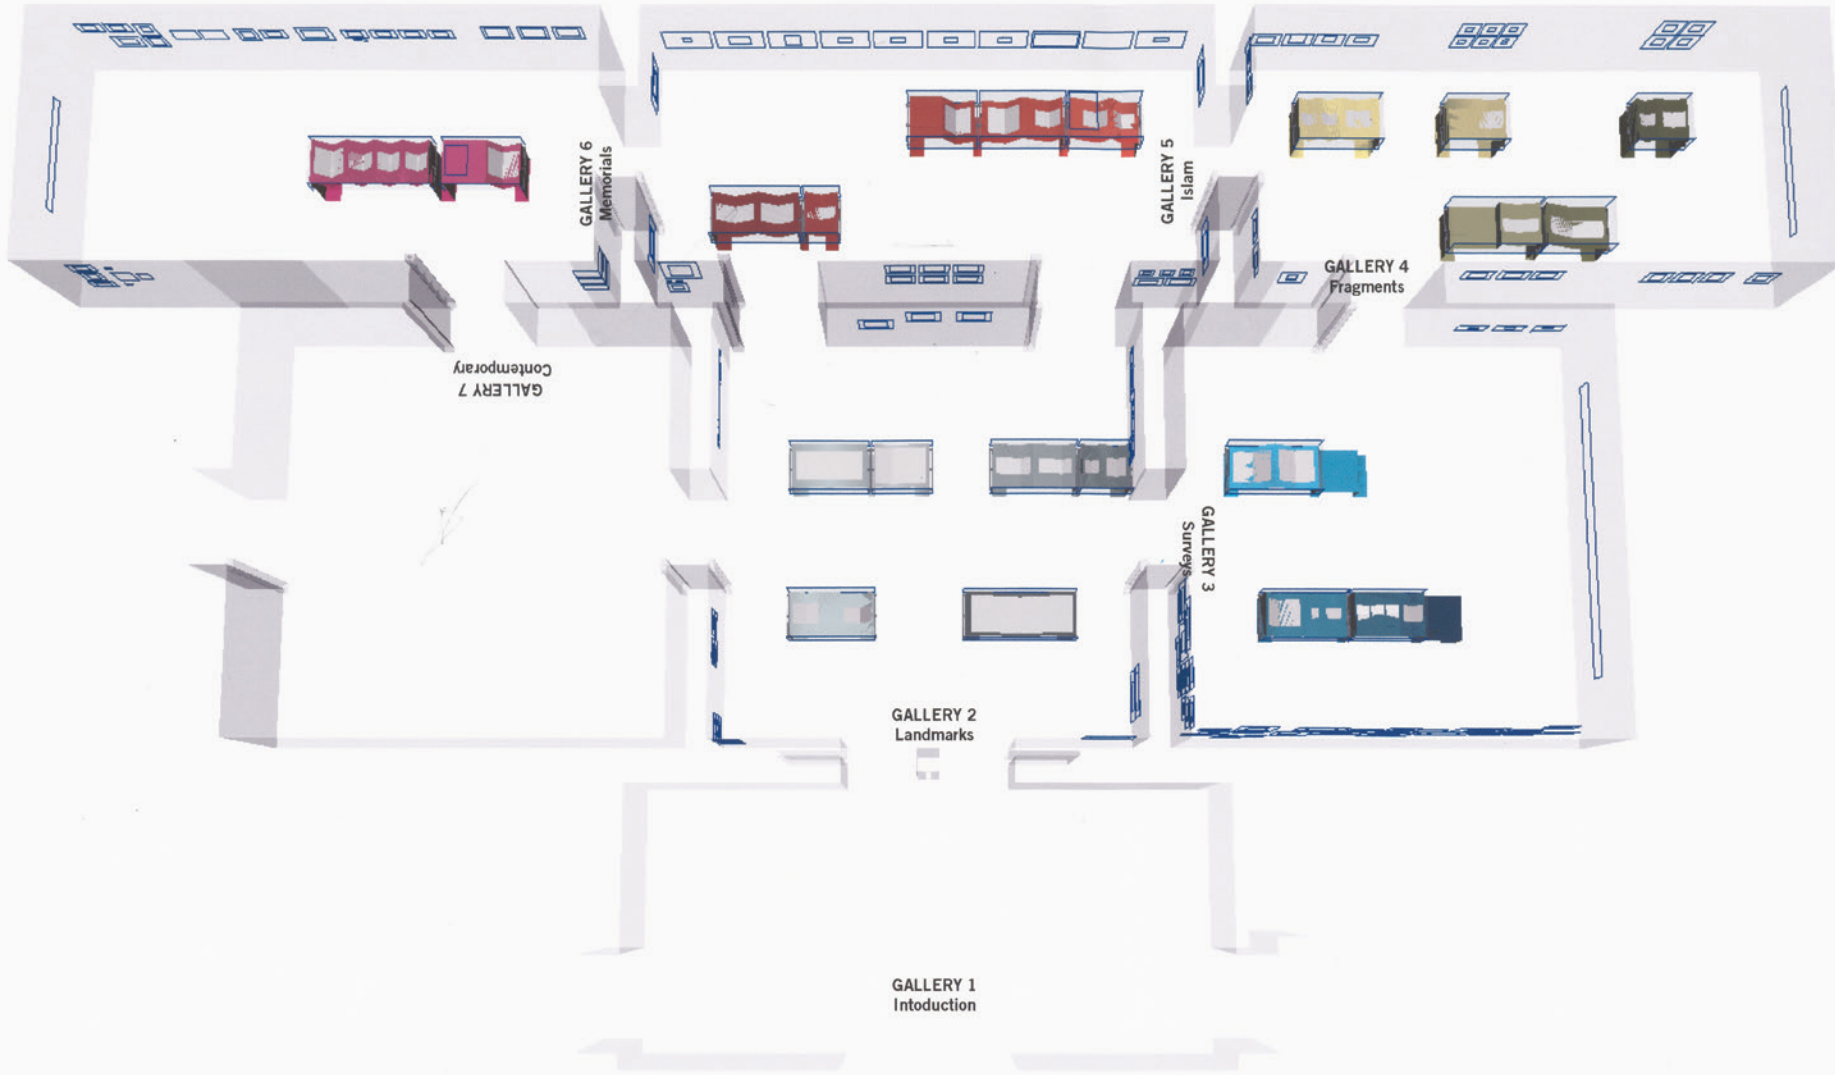 GALLERY 6
Memorials
GALLERY 5
Islam
GALLERY 4
Fragments
GALLERY 7
Contemporary
GALLERY 3
Surveys
GALLERY 2
Landmarks
GALLERY 1
Intoduction